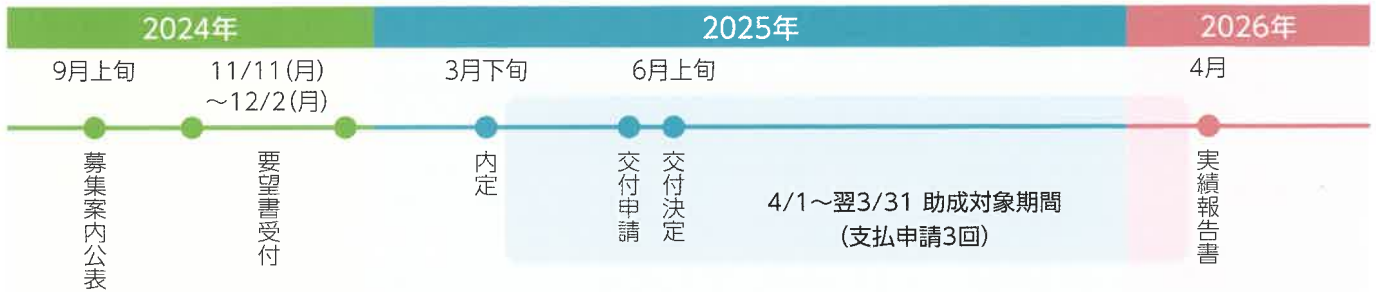 2024年
2025年
2026年
9月上旬
11/11(月)
～12/2(月)
3月下旬
6月上旬
4月
募集案内公表
要望書受付
内定
交付申請
交付決定
4/1～翌3/31 助成対象期間
(支払申請3回)
実績報告書